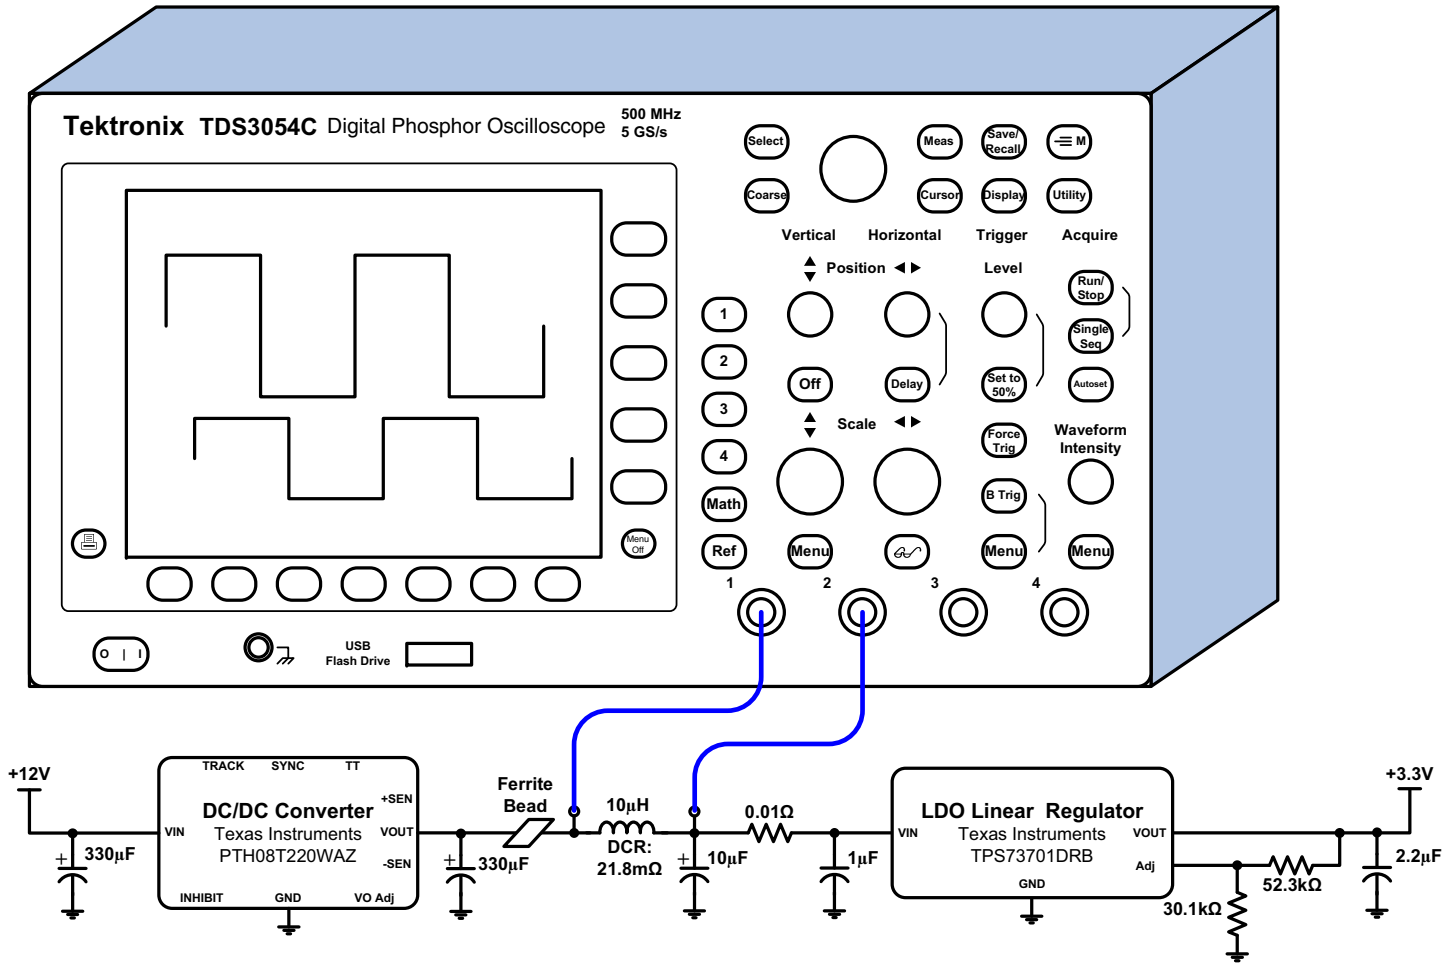 Tektronix TDS3054C Digital Phosphor Oscilloscope 500 MHz
5 GS/s
Select
Meas
Save/
Recall
M
Coarse
Cursor
Display
Utility
Vertical
Horizontal
Trigger
Acquire
Position
Level
Run/
Stop
Single
Seq
1
2
3
4
Math
Ref
Off
Delay
Set to
50%
Autoset
Scale
Force
Trig
Waveform
Intensity
B Trig
Menu
Off
Menu
Menu
Menu
1
2
3
4
O | I
USB
Flash Drive
+12V
330µF
TRACK
SYNC
TT
+SEN
DC/DC Converter
VIN
Texas Instruments
VOUT
PTH08T220WAZ
-SEN
INHIBIT
GND
VO Adj
330µF
Ferrite
Bead
10µH
DCR:
21.8mΩ
10µF
0.01Ω
1µF
LDO Linear Regulator
VIN
Texas Instruments
VOUT
TPS73701DRB
Adj
GND
52.3kΩ
30.1kΩ
+3.3V
2.2µF